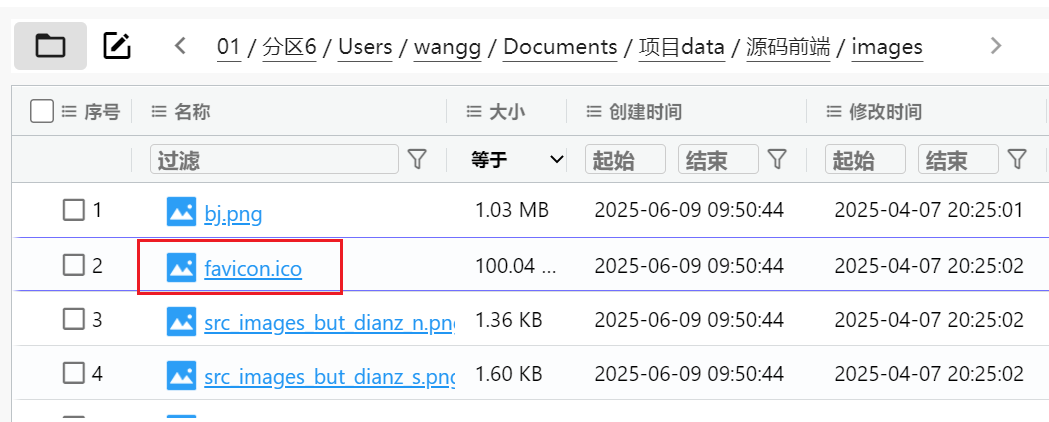 01 / 分区6 / Users / wangg / Documents / 项目data / 源码前端 / images
序号 名称 大小 创建时间 修改时间
过滤 等于 起始 结束 起始 结束
1 bj.png 1.03 MB 2025-06-09 09:50:44 2025-04-07 20:25:01
2 favicon.ico 100.04 ... 2025-06-09 09:50:44 2025-04-07 20:25:02
3 src_images_but_dianz_n.png 1.36 KB 2025-06-09 09:50:44 2025-04-07 20:25:02
4 src_images_but_dianz_s.png 1.60 KB 2025-06-09 09:50:44 2025-04-07 20:25:02